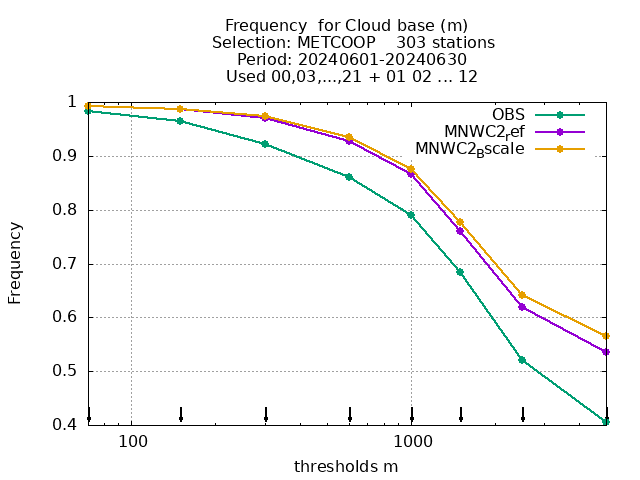 Frequency  for Cloud base (m)
Selection: METCOOP    303 stations
Period: 20240601-20240630
Used 00,03,...,21 + 01 02 ... 12
OBS
MNWC2ref
MNWC2Bscale
1
0.9
0.8
0.7
0.6
0.5
0.4
Frequency
100
1000
thresholds m